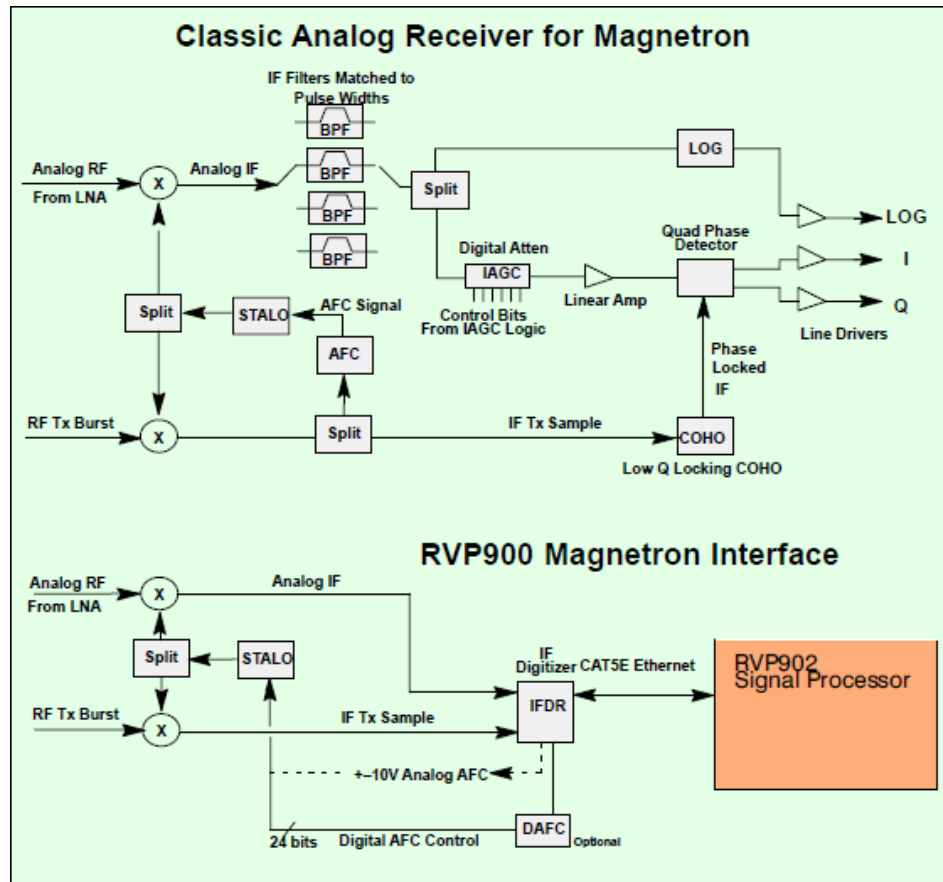 Classic Analog Receiver for Magnetron
IF Filters Matched to
Pulse Widths
BPF
Analog RF
From LNA
X
Analog IF
BPF
Split
LOG
LOG
BPF
BPF
Digital Atten
IAGC
Control Bits
From IAGC Logic
Linear Amp
Quad Phase
Detector
I
Q
Line Drivers
Split
STALO
AFC Signal
AFC
Phase
Locked
IF
RF Tx Burst
X
Split
IF Tx Sample
COHO
Low Q Locking COHO
RVP900 Magnetron Interface
Analog RF
From LNA
X
Analog IF
Split
STALO
IF
Digitizer
CAT5E Ethernet
IFDR
RVP902
Signal Processor
RF Tx Burst
X
IF Tx Sample
+–10V Analog AFC
24 bits
Digital AFC Control
DAFC
Optional